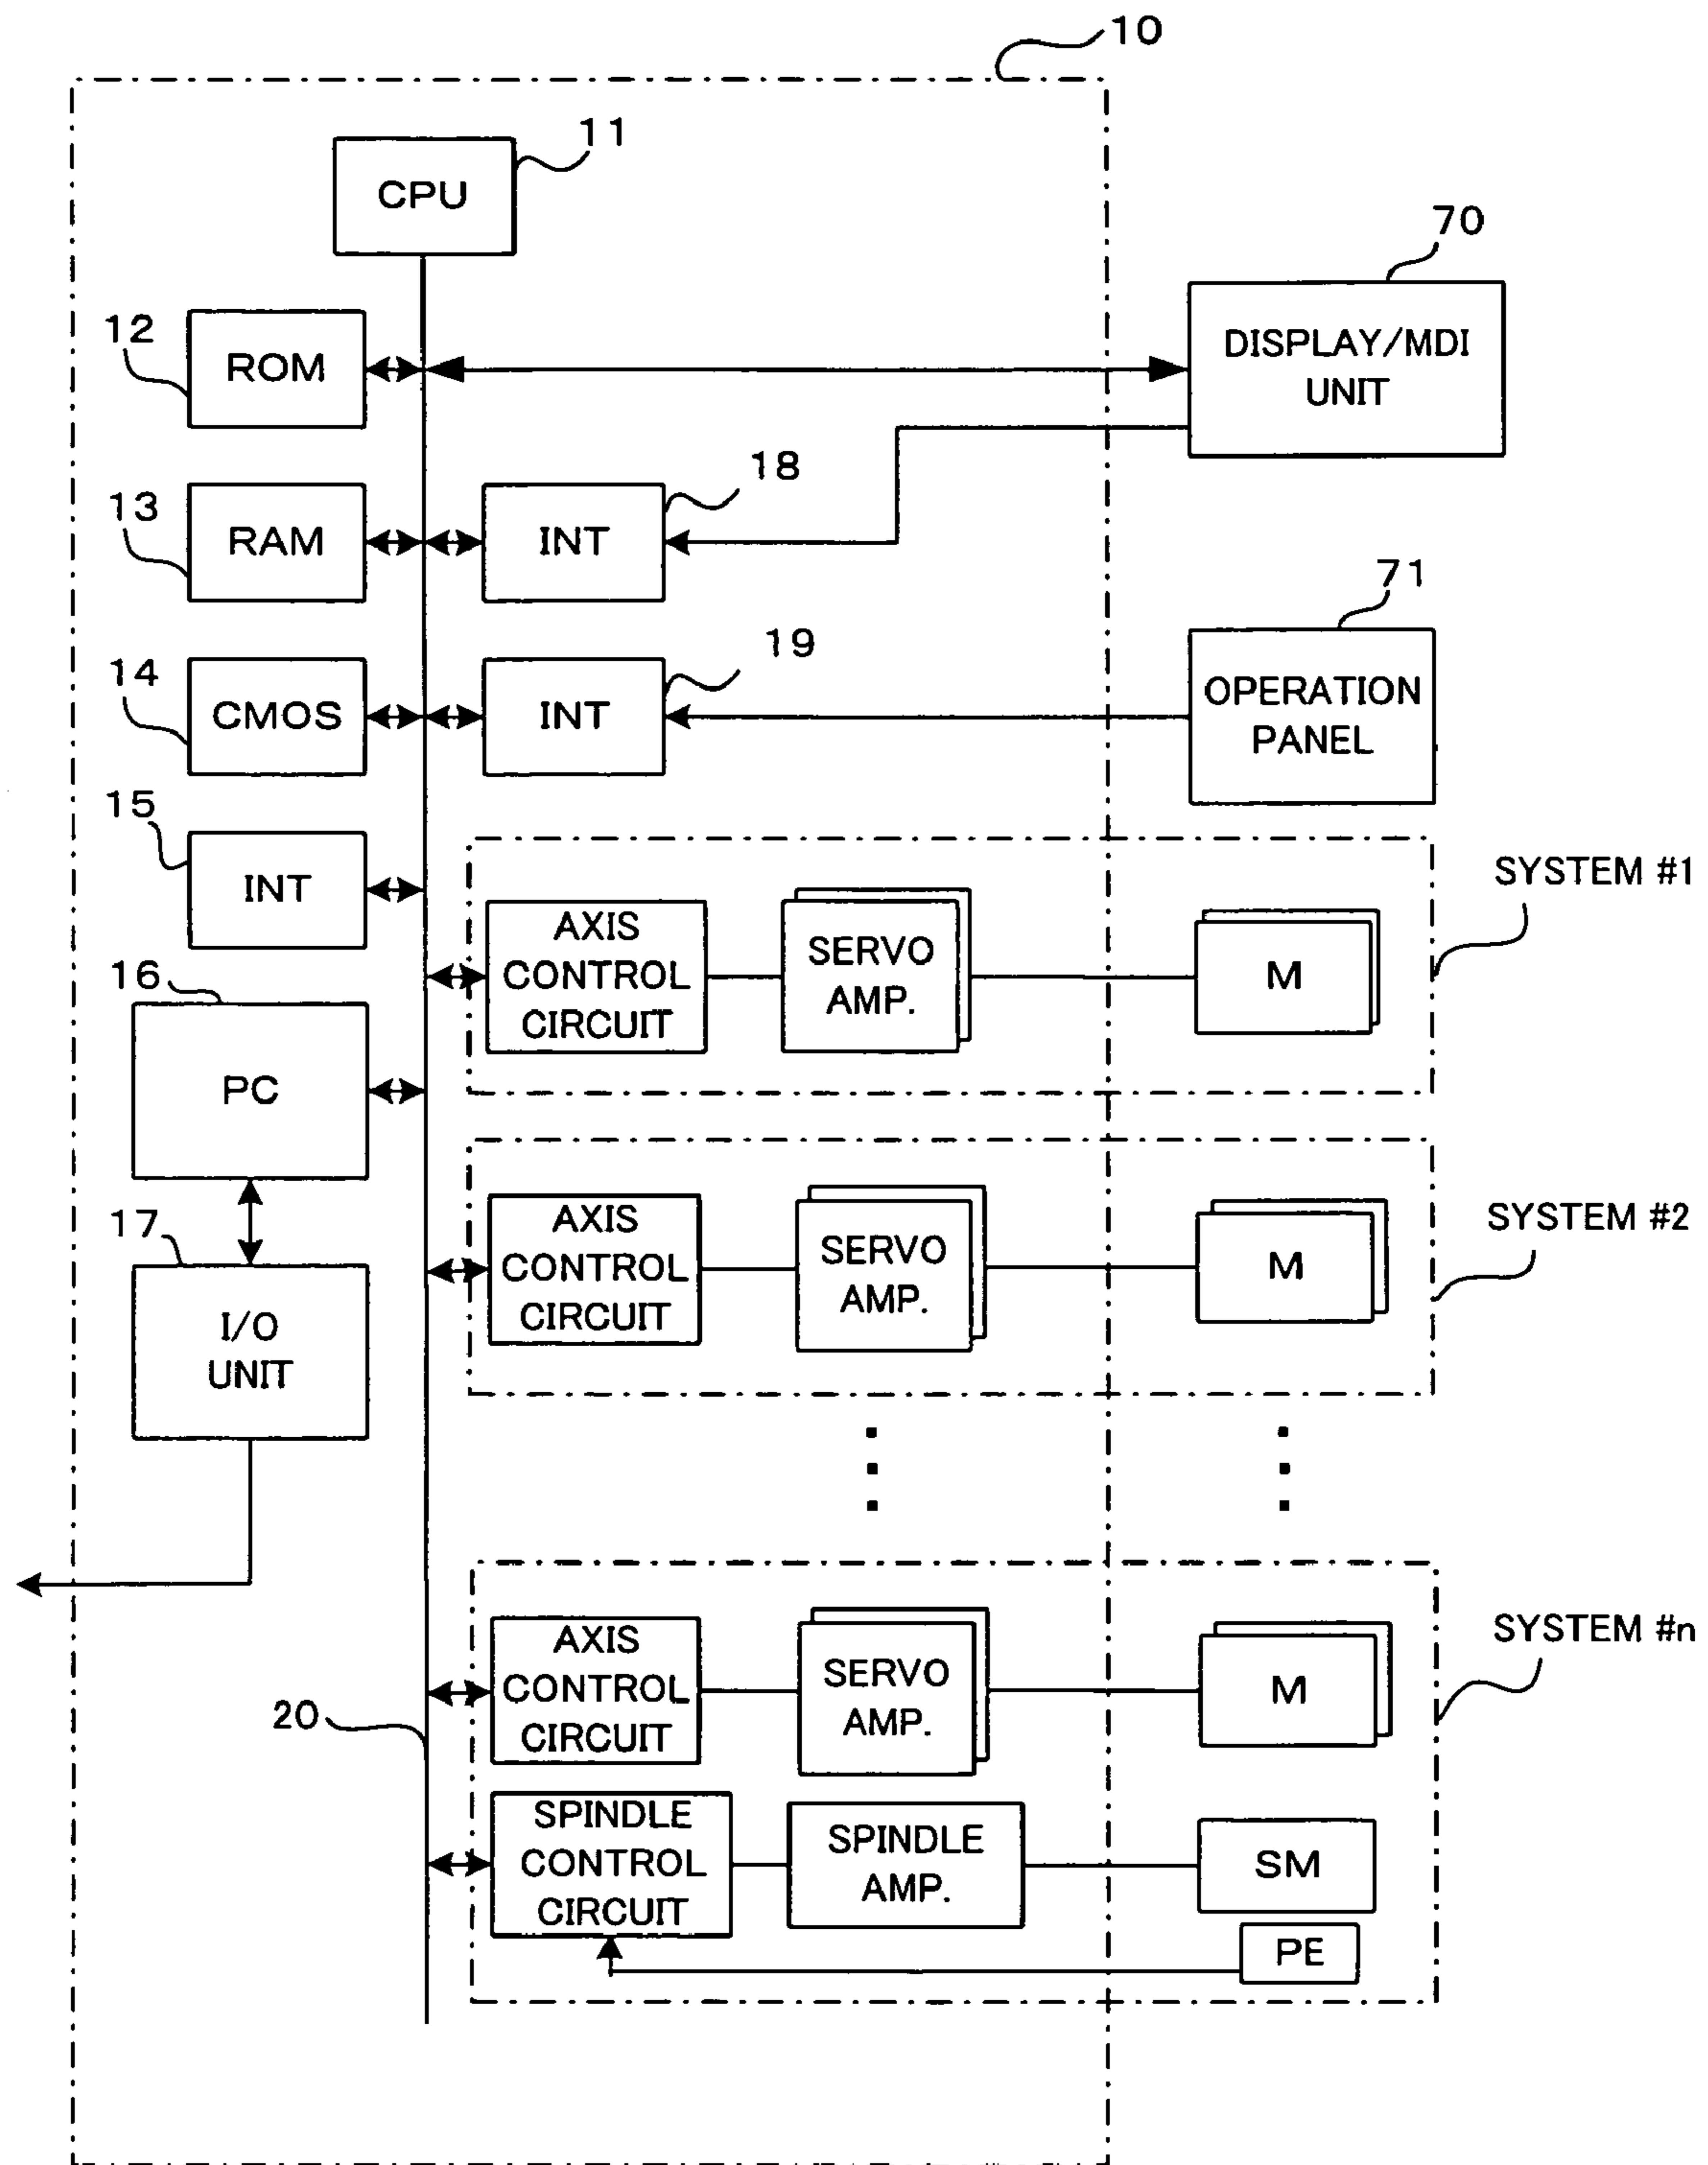 10
11
CPU
70
DISPLAY/MDI
UNIT
12
ROM
18
13
RAM
INT
71
OPERATION
PANEL
19
14
CMOS
INT
15
INT
SYSTEM #1
AXIS
CONTROL
CIRCUIT
SERVO
AMP.
M
16
PC
SYSTEM #2
AXIS
CONTROL
CIRCUIT
SERVO
AMP.
M
17
I/O
UNIT
SYSTEM #n
AXIS
CONTROL
CIRCUIT
SERVO
AMP.
M
20
SPINDLE
CONTROL
CIRCUIT
SPINDLE
AMP.
SM
PE